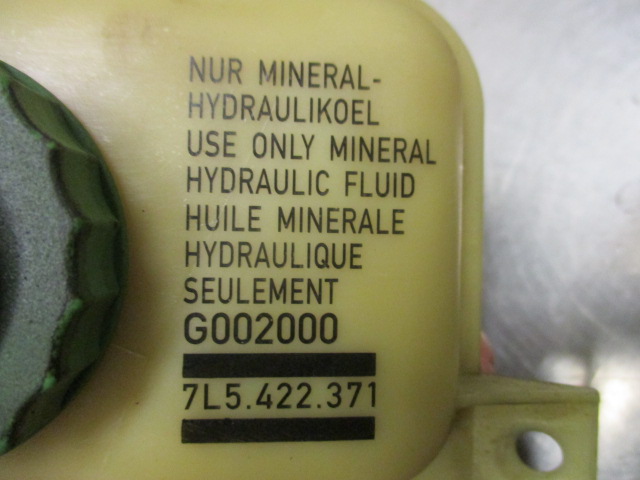 NUR MINERAL-
HYDRAULIKOEL
USE ONLY MINERAL
HYDRAULIC FLUID
HUILE MINERALE
HYDRAULIQUE
SEULEMENT
G002000
7L5.422.371